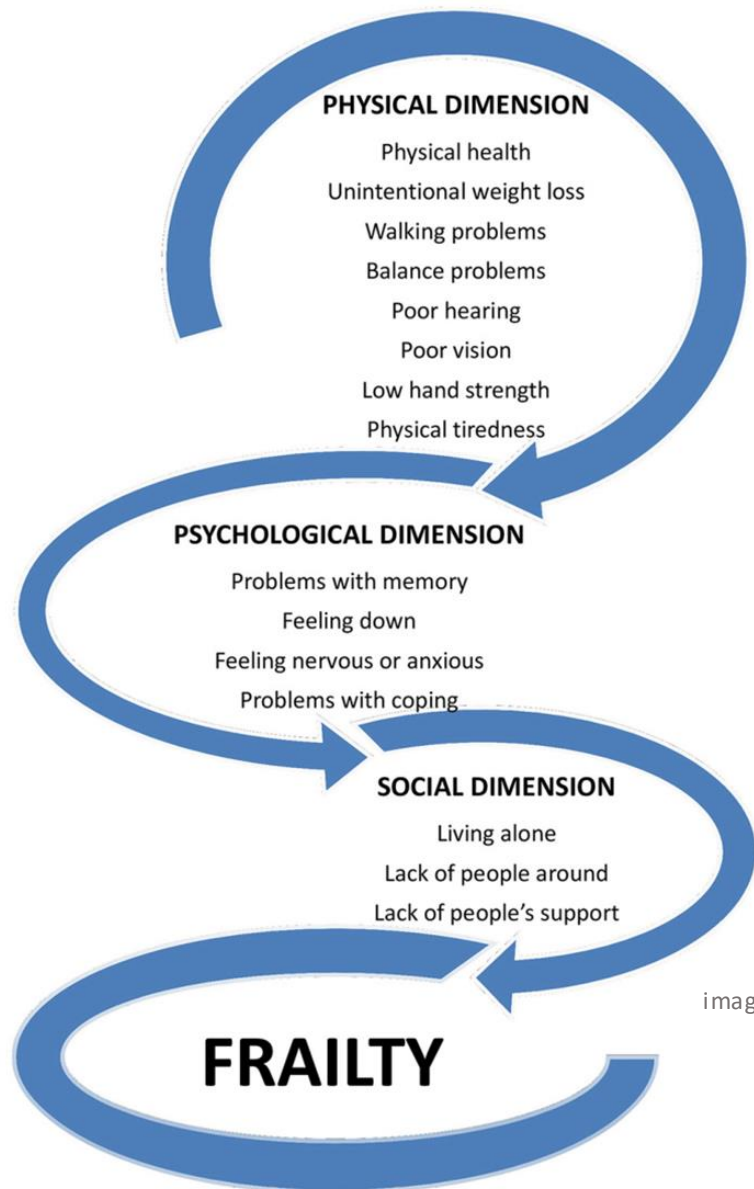 PHYSICAL DIMENSION
Physical health
Unintentional weight loss
Walking problems
Balance problems
Poor hearing
Poor vision
Low hand strength
Physical tiredness
PSYCHOLOGICAL DIMENSION
Problems with memory
Feeling down
Feeling nervous or anxious
Problems with coping
SOCIAL DIMENSION
Living alone
Lack of people around
Lack of people’s support
imag
FRAILTY